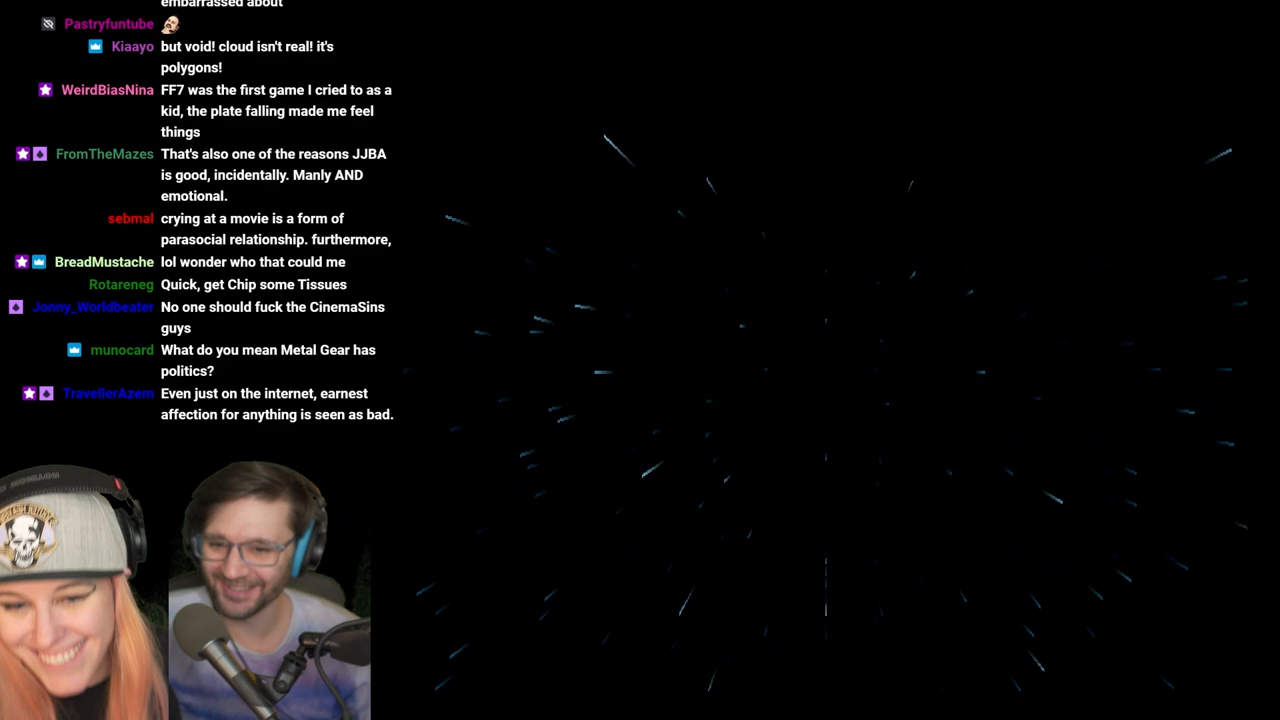 embarrassed about
Pastryfuntube
Kiaayo but void! cloud isn't real! it's
polygons!
WeirdBiasNina FF7 was the first game I cried to as a
kid, the plate falling made me feel
things
FromTheMazes That's also one of the reasons JJBA
is good, incidentally. Manly AND
emotional.
sebmal crying at a movie is a form of
parasocial relationship. furthermore,
BreadMustache lol wonder who that could me
Rotareneg Quick, get Chip some Tissues
Jonny_Worldbeater No one should fuck the CinemaSins
guys
munocard What do you mean Metal Gear has
politics?
TravellerAzem Even just on the internet, earnest
affection for anything is seen as bad.